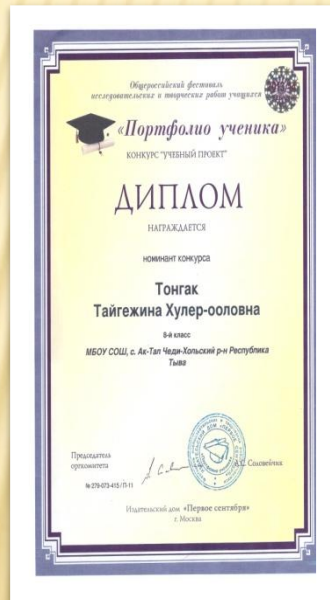 Общероссийский фестиваль
исследовательских и творческих работ учащихся
«Портфолио ученика»
КОНКУРС "УЧЕБНЫЙ ПРОЕКТ"
ДИПЛОМ
НАГРАЖДАЕТСЯ
номинант конкурса
Тонгак
Тайгежина Хулер-ооловна
8-й класс
МБОУ СОШ, с. Ак-Тал Чеди-Хольский р-н Республика
Тыва
Председатель
оргкомитета
А.С. Соловейчик
№ 279-073-415 / П-11
Издательский дом «Первое сентября»
г. Москва